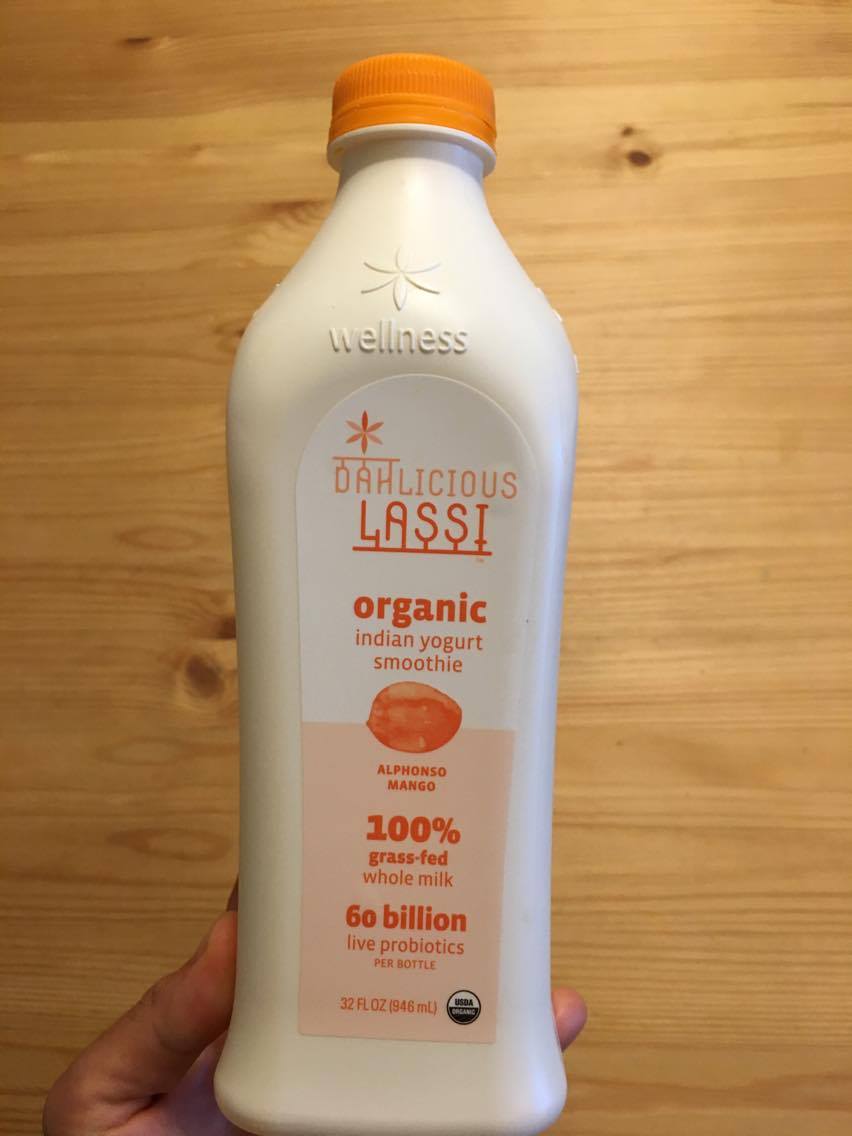 wellness
DAHLICIOUS
LASSI
™
organic
indian yogurt
smoothie
ALPHONSO
MANGO
100%
grass-fed
whole milk
60 billion
live probiotics
PER BOTTLE
32 FL OZ (946 mL)
USDA
ORGANIC